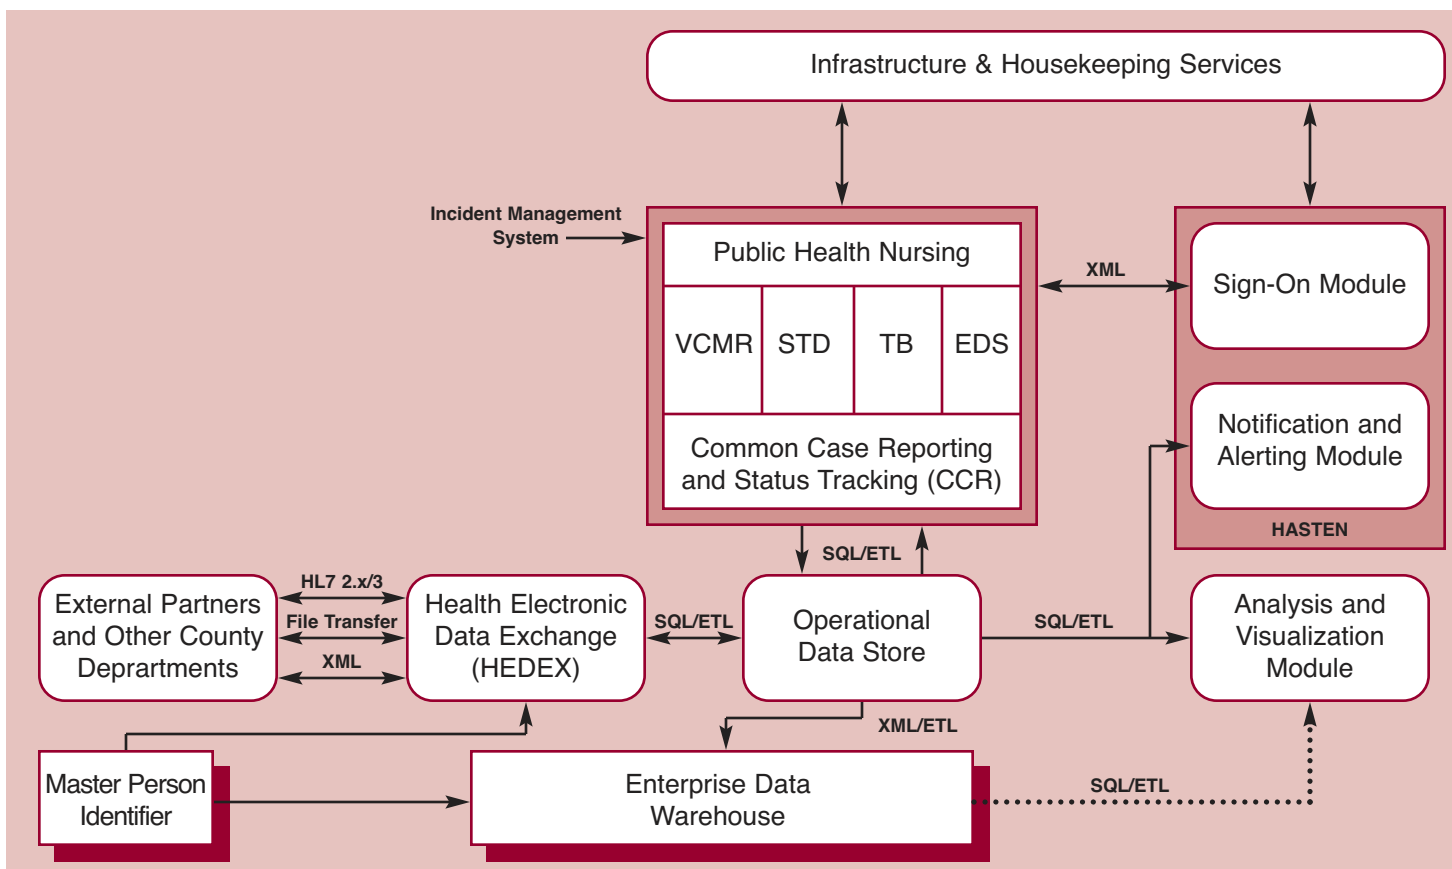 Infrastructure & Housekeeping Services
Incident Management
System
Public Health Nursing
VCMR
STD
TB
EDS
Common Case Reporting
and Status Tracking (CCR)
XML
Sign-On Module
Notification and
Alerting Module
HASTEN
SQL/ETL
External Partners
and Other County
Deprartments
HL7 2.x/3
File Transfer
XML
Health Electronic
Data Exchange
(HEDEX)
SQL/ETL
Operational
Data Store
SQL/ETL
Analysis and
Visualization
Module
XML/ETL
Master Person
Identifier
Enterprise Data
Warehouse
SQL/ETL